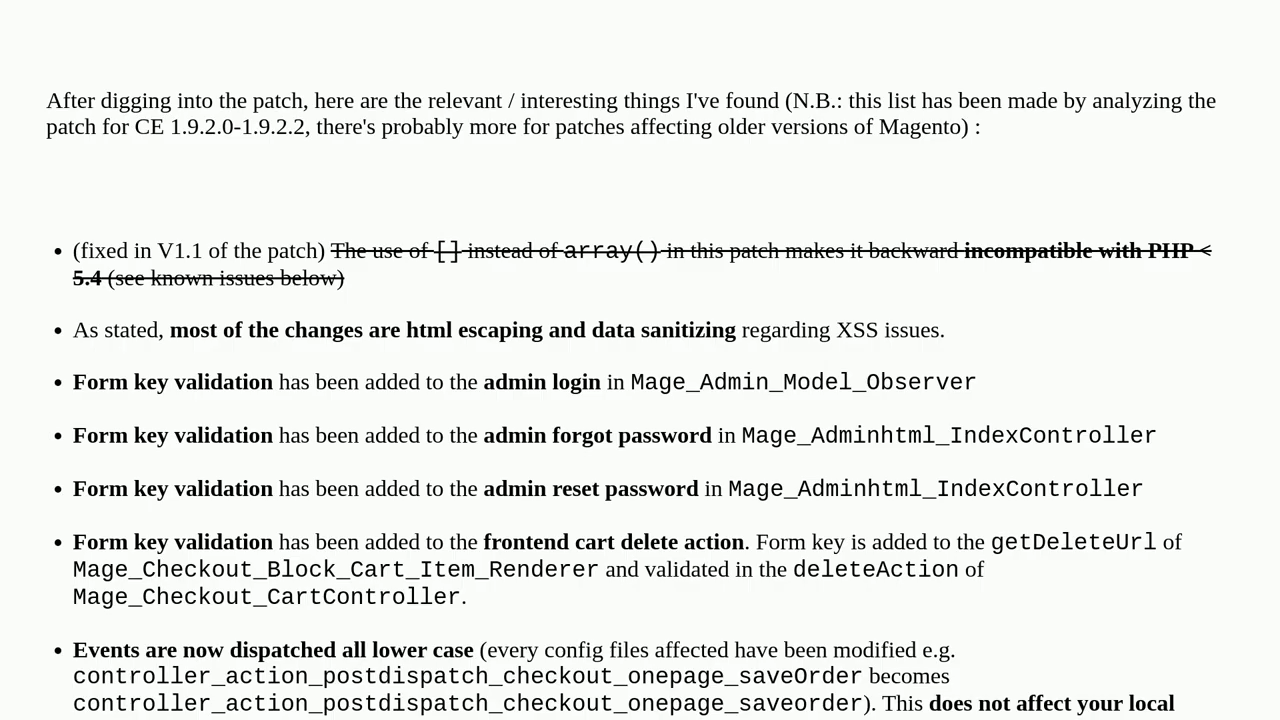 After digging into the patch, here are the relevant / interesting things I've found (N.B.: this list has been made by analyzing the
patch for CE 1.9.2.0-1.9.2.2, there's probably more for patches affecting older versions of Magento) :
• (fixed in V1.1 of the patch) The use of [] instead of array() in this patch makes it backward incompatible with PHP <
5.4 (see known issues below)
• As stated, most of the changes are html escaping and data sanitizing regarding XSS issues.
• Form key validation has been added to the admin login in Mage_Admin_Model_Observer
• Form key validation has been added to the admin forgot password in Mage_Adminhtml_IndexController
• Form key validation has been added to the admin reset password in Mage_Adminhtml_IndexController
• Form key validation has been added to the frontend cart delete action. Form key is added to the getDeleteUrl of
Mage_Checkout_Block_Cart_Item_Renderer and validated in the deleteAction of
Mage_Checkout_CartController.
• Events are now dispatched all lower case (every config files affected have been modified e.g.
controller_action_postdispatch_checkout_onepage_saveOrder becomes
controller_action_postdispatch_checkout_onepage_saveorder). This does not affect your local